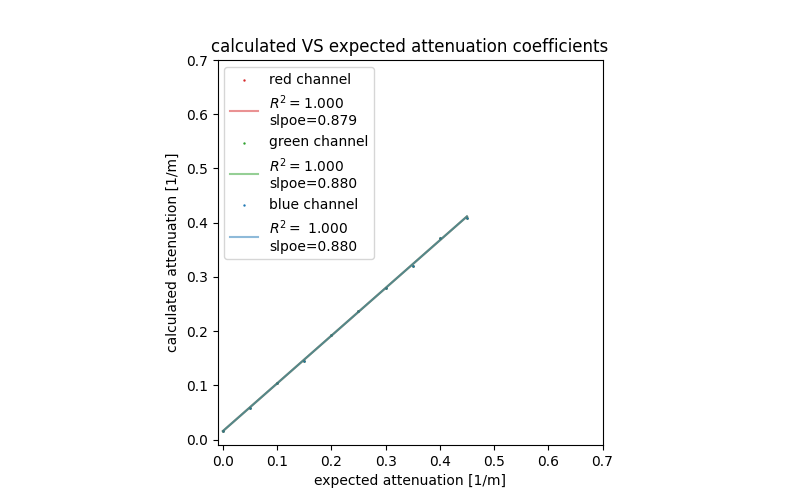 calculated VS expected attenuation coefficients
red channel
R² = 1.000
slpoe=0.879
green channel
R² = 1.000
slpoe=0.880
blue channel
R² = 1.000
slpoe=0.880
0.7
0.6
0.5
0.4
0.3
0.2
0.1
0.0
calculated attenuation [1/m]
0.0 0.1 0.2 0.3 0.4 0.5 0.6 0.7
expected attenuation [1/m]